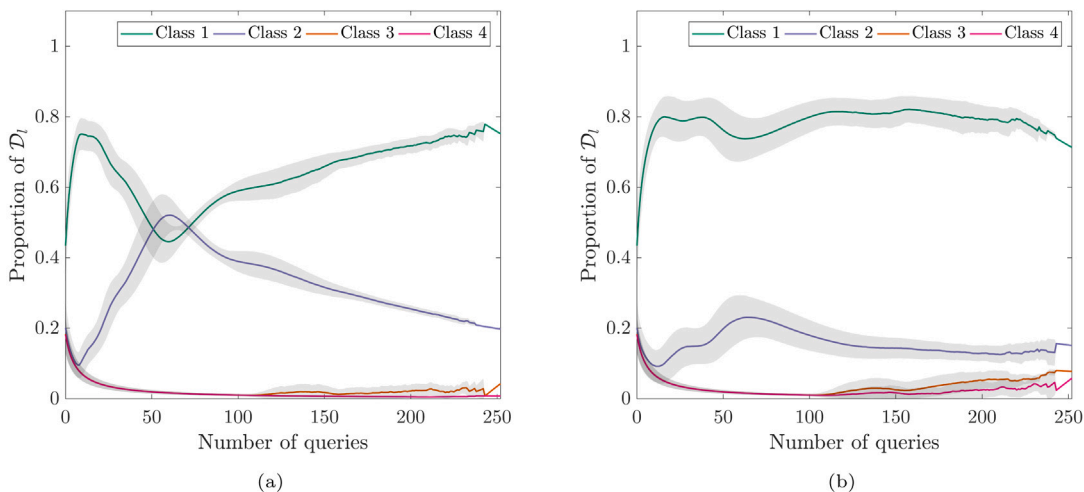 Class 1 Class 2 Class 3 Class 4
1
0.8
0.6
0.4
0.2
0
Proportion of 𝒟ₗ
0 50 100 150 200 250
Number of queries
(a)
Class 1 Class 2 Class 3 Class 4
1
0.8
0.6
0.4
0.2
0
Proportion of 𝒟ₗ
0 50 100 150 200 250
Number of queries
(b)